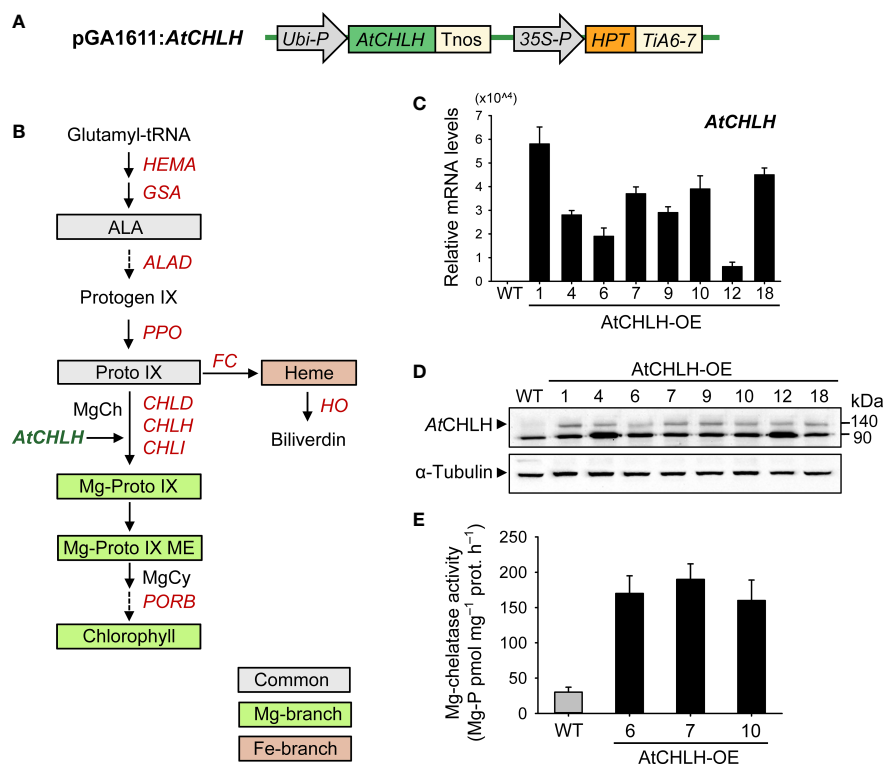 A
pGA1611:AtCHLH
Ubi-P AtCHLH Tnos 35S-P HPT TiA6-7
B
Glutamyl-tRNA
HEMA
GSA
ALA
ALAD
Protogen IX
PPO
Proto IX
FC
Heme
HO
Biliverdin
MgCh
CHLD
CHLH
CHLI
AtCHLH
Mg-Proto IX
Mg-Proto IX ME
MgCy
PORB
Chlorophyll
Common
Mg-branch
Fe-branch
C
(x10^4)
AtCHLH
Relative mRNA levels
7
6
5
4
3
2
1
0
WT 1 4 6 7 9 10 12 18
AtCHLH-OE
D
AtCHLH-OE
WT 1 4 6 7 9 10 12 18
kDa
AtCHLH
140
90
α-Tubulin
E
Mg-chelatase activity
(Mg-P pmol mg⁻¹ prot. h⁻¹)
250
200
150
100
50
0
WT 6 7 10
AtCHLH-OE